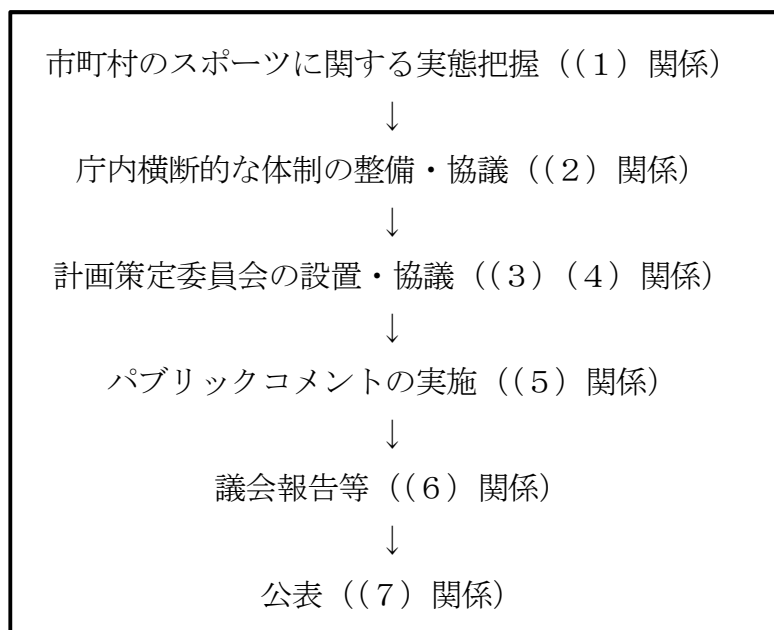 市町村のスポーツに関する実態把握（（１）関係）
↓
庁内横断的な体制の整備・協議（（２）関係）
↓
計画策定委員会の設置・協議（（３）（４）関係）
↓
パブリックコメントの実施（（５）関係）
↓
議会報告等（（６）関係）
↓
公表（（７）関係）